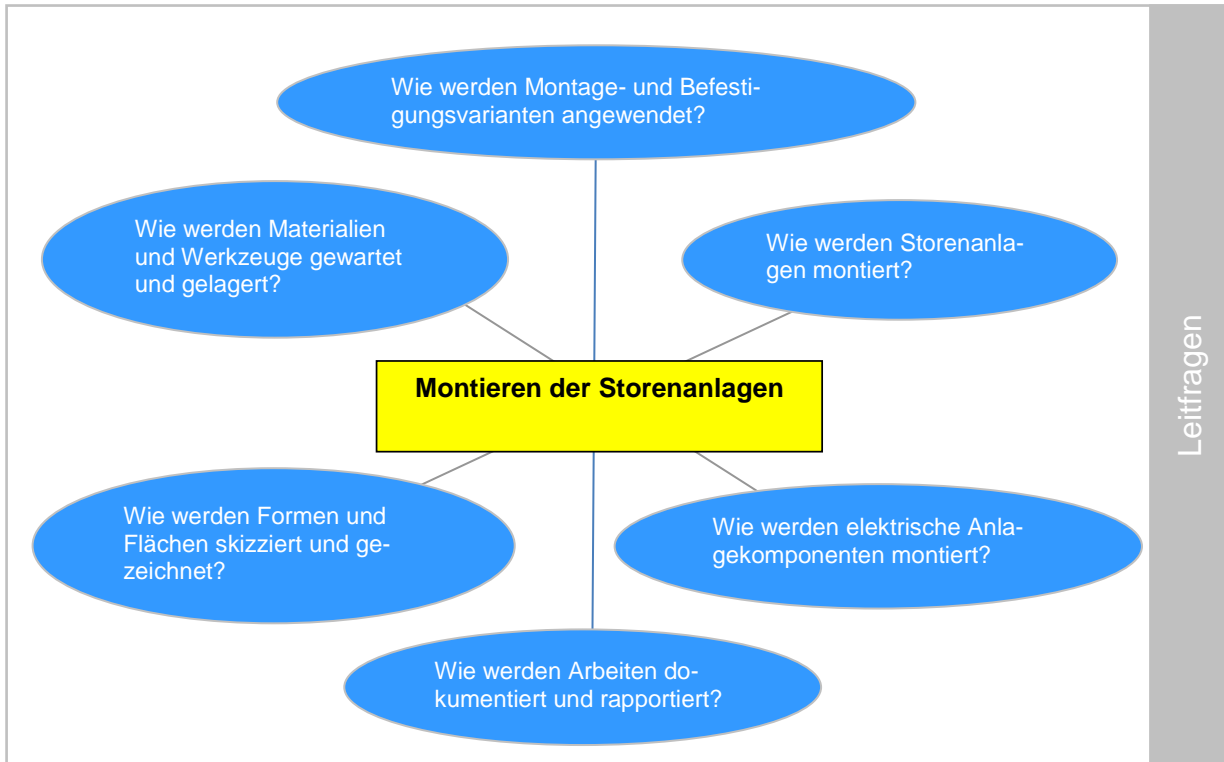 Wie werden Montage- und Befesti-
gungsvarianten angewendet?
Wie werden Materialien
und Werkzeuge gewartet
und gelagert?
Wie werden Storenanla-
gen montiert?
Montieren der Storenanlagen
Wie werden Formen und
Flächen skizziert und ge-
zeichnet?
Wie werden elektrische Anla-
gekomponenten montiert?
Wie werden Arbeiten do-
kumentiert und rapportiert?
Leitfragen